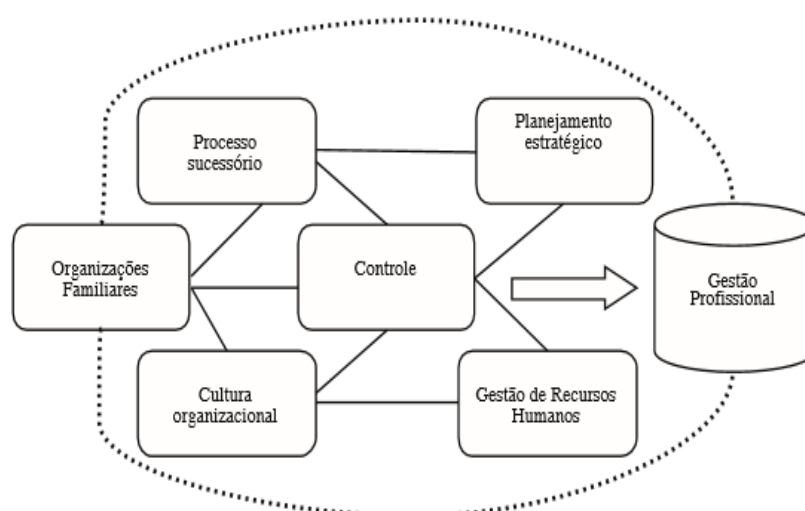 Processo
sucessório
Planejamento
estratégico
Organizações
Familiares
Controle
Gestão
Profissional
Cultura
organizacional
Gestão de Recursos
Humanos